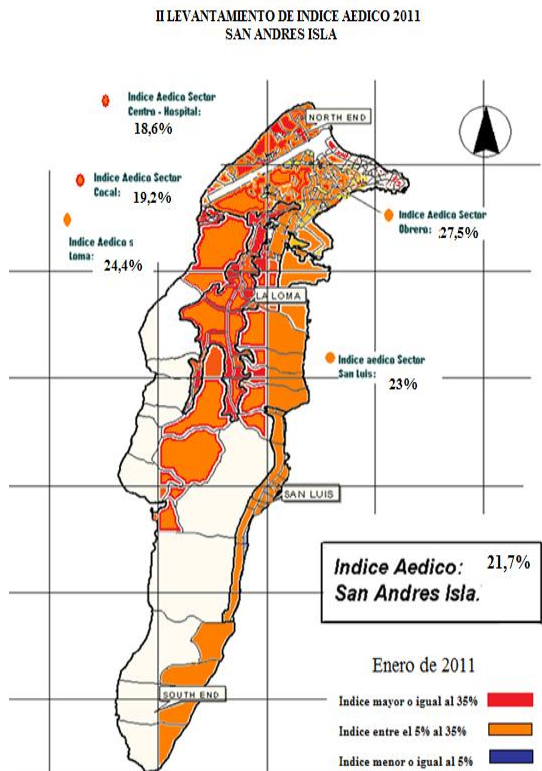 II LEVANTAMIENTO DE INDICE AEDICO 2011
SAN ANDRES ISLA
Indice Aedico Sector
Centro - Hospital:
18,6%
NORTH END
Indice Aedico Sector
Cocal:
19,2%
Indice Aedico Sector
Obrero:
27,5%
Indice Aedico s
Loma:
24,4%
LA LOMA
Indice aedico Sector
San Luis:
23%
SAN LUIS
Indice Aedico: 21,7%
San Andres Isla.
Enero de 2011
SOUTH END
Indice mayor o igual al 35%
Indice entre el 5% al 35%
Indice menor o igual al 5%